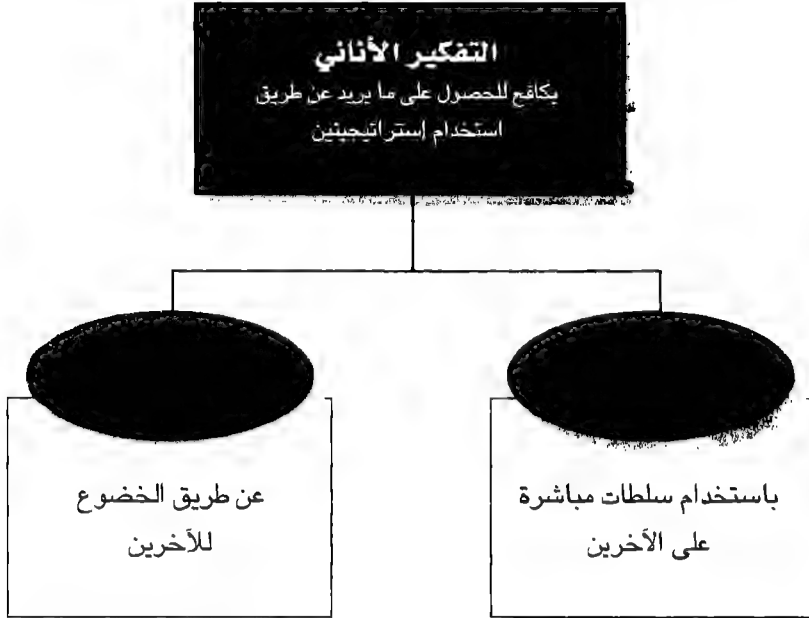 التفكير الأناني
يكافح للحصول على ما يريد عن طريق
استخدام إستراتيجيتين
باستخدام سلطات مباشرة
على الآخرين
عن طريق الخضوع
للآخرين